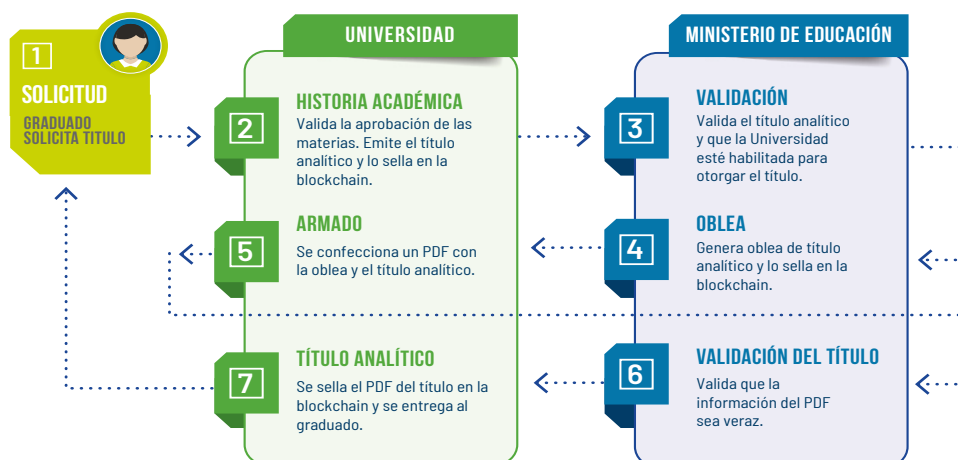 1
SOLICITUD
GRADUADO
SOLICITA TITULO
UNIVERSIDAD
2
HISTORIA ACADÉMICA
Valida la aprobación de las
materias. Emite el título
analítico y lo sella en la
blockchain.
MINISTERIO DE EDUCACIÓN
3
VALIDACIÓN
Valida el título analítico
y que la Universidad
esté habilitada para
otorgar el título.
4
OBLEA
Genera oblea de título
analítico y lo sella en la
blockchain.
5
ARMADO
Se confecciona un PDF con
la oblea y el título analítico.
6
VALIDACIÓN DEL TÍTULO
Valida que la
información del PDF
sea veraz.
7
TÍTULO ANALÍTICO
Se sella el PDF del título en la
blockchain y se entrega al
graduado.